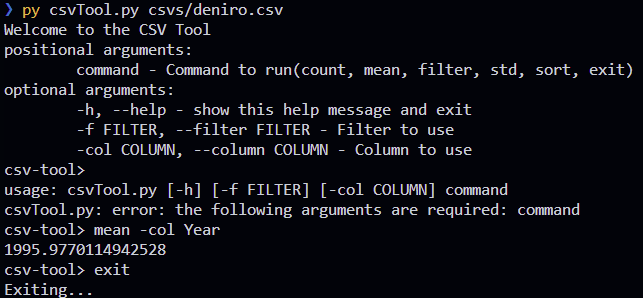 ❯ py csvTool.py csvs/deniro.csv
Welcome to the CSV Tool
positional arguments:
        command - Command to run(count, mean, filter, std, sort, exit)
optional arguments:
        -h, --help - show this help message and exit
        -f FILTER, --filter FILTER - Filter to use
        -col COLUMN, --column COLUMN - Column to use
csv-tool>
usage: csvTool.py [-h] [-f FILTER] [-col COLUMN] command
csvTool.py: error: the following arguments are required: command
csv-tool> mean -col Year
1995.9770114942528
csv-tool> exit
Exiting...